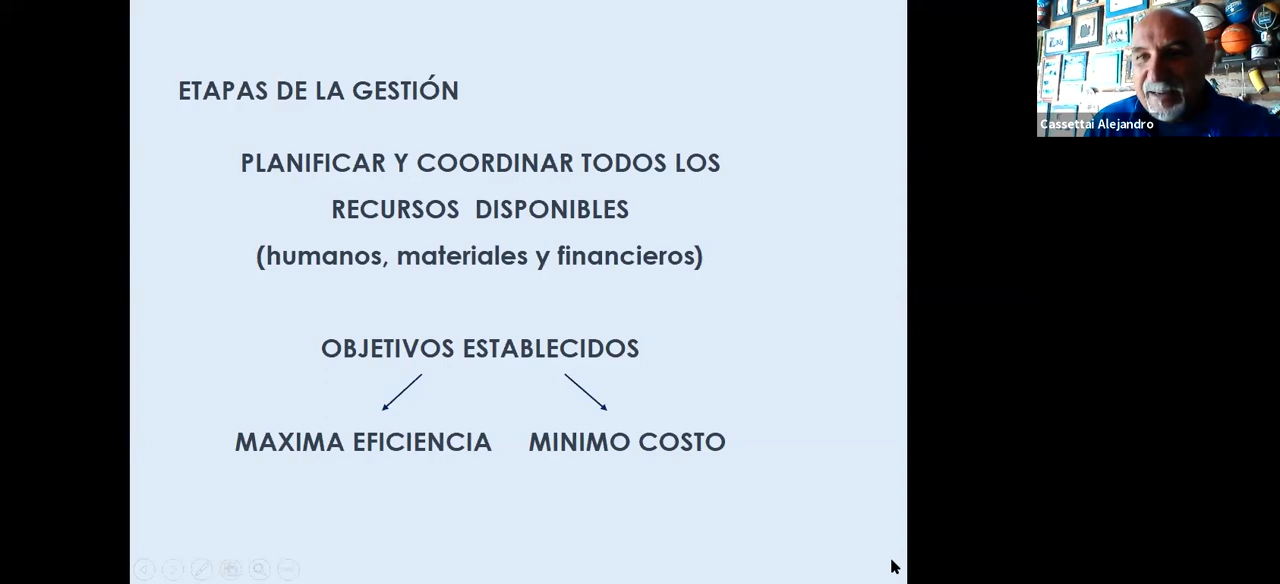 ETAPAS DE LA GESTIÓN
PLANIFICAR Y COORDINAR TODOS LOS
RECURSOS DISPONIBLES
(humanos, materiales y financieros)
OBJETIVOS ESTABLECIDOS
MAXIMA EFICIENCIA MINIMO COSTO
Cassettai Alejandro